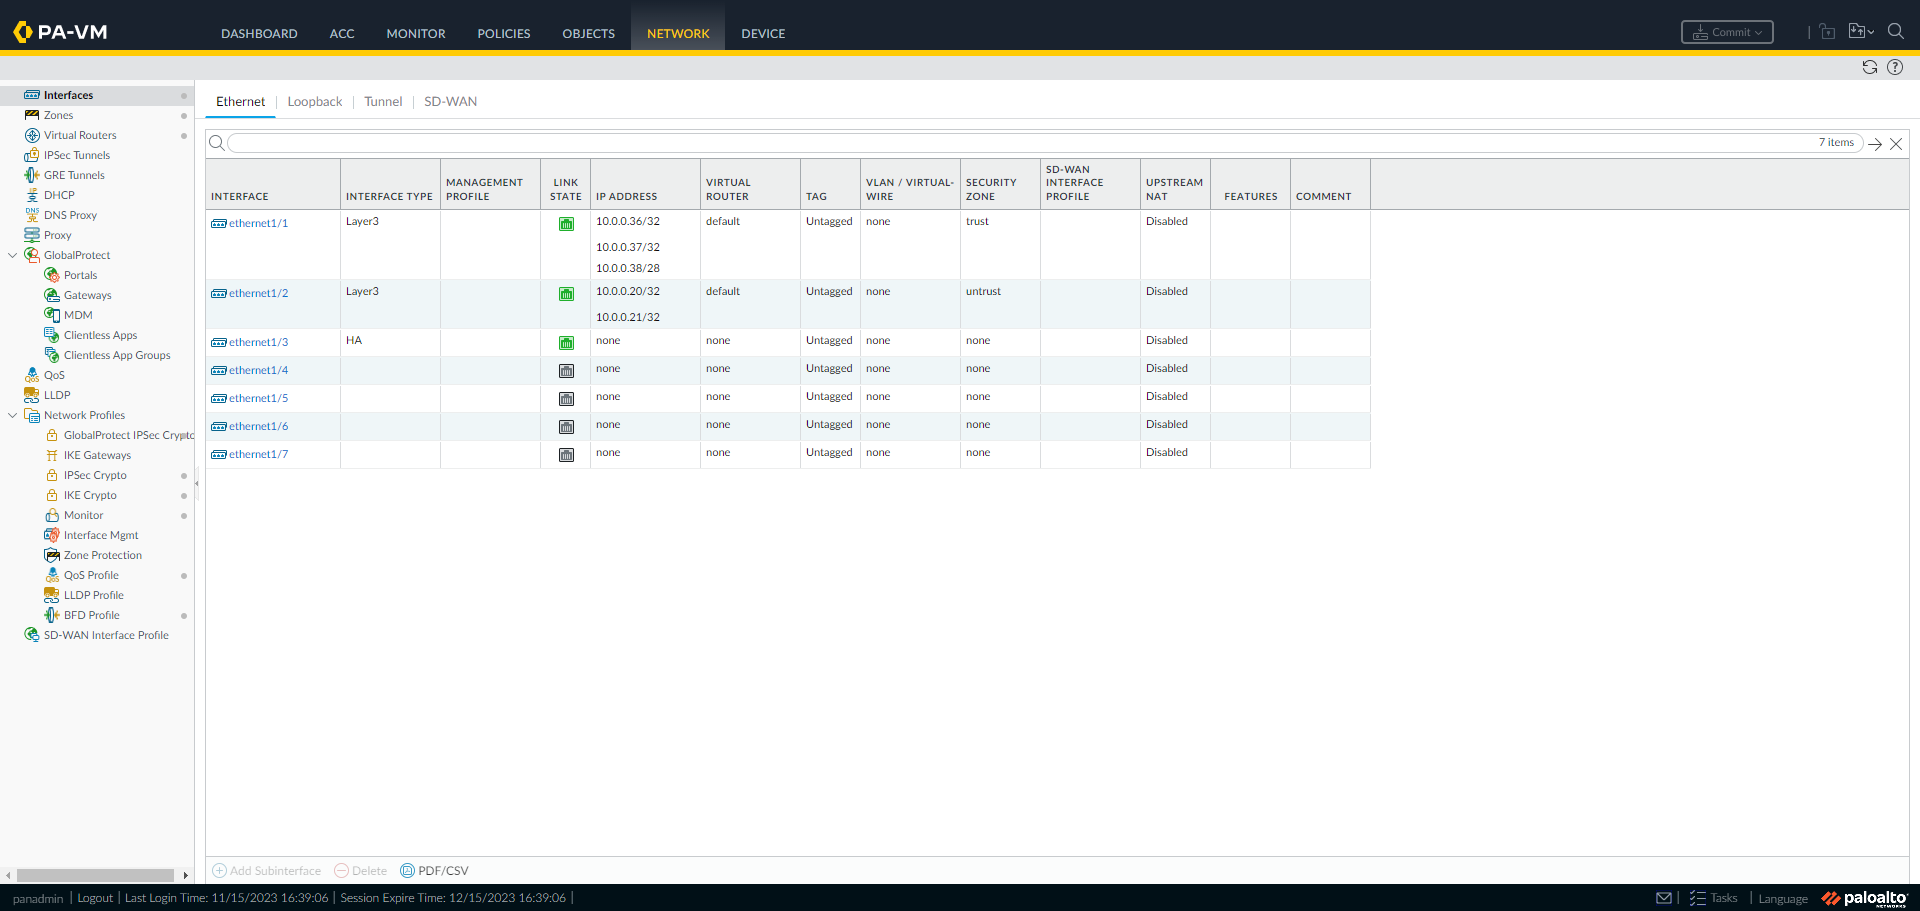 PA-VM
DASHBOARD ACC MONITOR POLICIES OBJECTS NETWORK DEVICE
Commit
Interfaces
Zones
Virtual Routers
IPSec Tunnels
GRE Tunnels
DHCP
DNS Proxy
Proxy
GlobalProtect
Portals
Gateways
MDM
Clientless Apps
Clientless App Groups
QoS
LLDP
Network Profiles
GlobalProtect IPSec Crypto
IKE Gateways
IPSec Crypto
IKE Crypto
Monitor
Interface Mgmt
Zone Protection
QoS Profile
LLDP Profile
BFD Profile
SD-WAN Interface Profile
Ethernet | Loopback | Tunnel | SD-WAN
7 items
INTERFACE INTERFACE TYPE MANAGEMENT PROFILE LINK STATE IP ADDRESS VIRTUAL ROUTER TAG VLAN / VIRTUAL-WIRE SECURITY ZONE SD-WAN INTERFACE PROFILE UPSTREAM NAT FEATURES COMMENT
ethernet1/1 Layer3 10.0.0.36/32 default Untagged none trust Disabled
10.0.0.37/32
10.0.0.38/28
ethernet1/2 Layer3 10.0.0.20/32 default Untagged none untrust Disabled
10.0.0.21/32
ethernet1/3 HA none none Untagged none none Disabled
ethernet1/4 none none Untagged none none Disabled
ethernet1/5 none none Untagged none none Disabled
ethernet1/6 none none Untagged none none Disabled
ethernet1/7 none none Untagged none none Disabled
Add Subinterface Delete PDF/CSV
panadmin | Logout | Last Login Time: 11/15/2023 16:39:06 | Session Expire Time: 12/15/2023 16:39:06 |
Tasks | Language paloalto NETWORKS